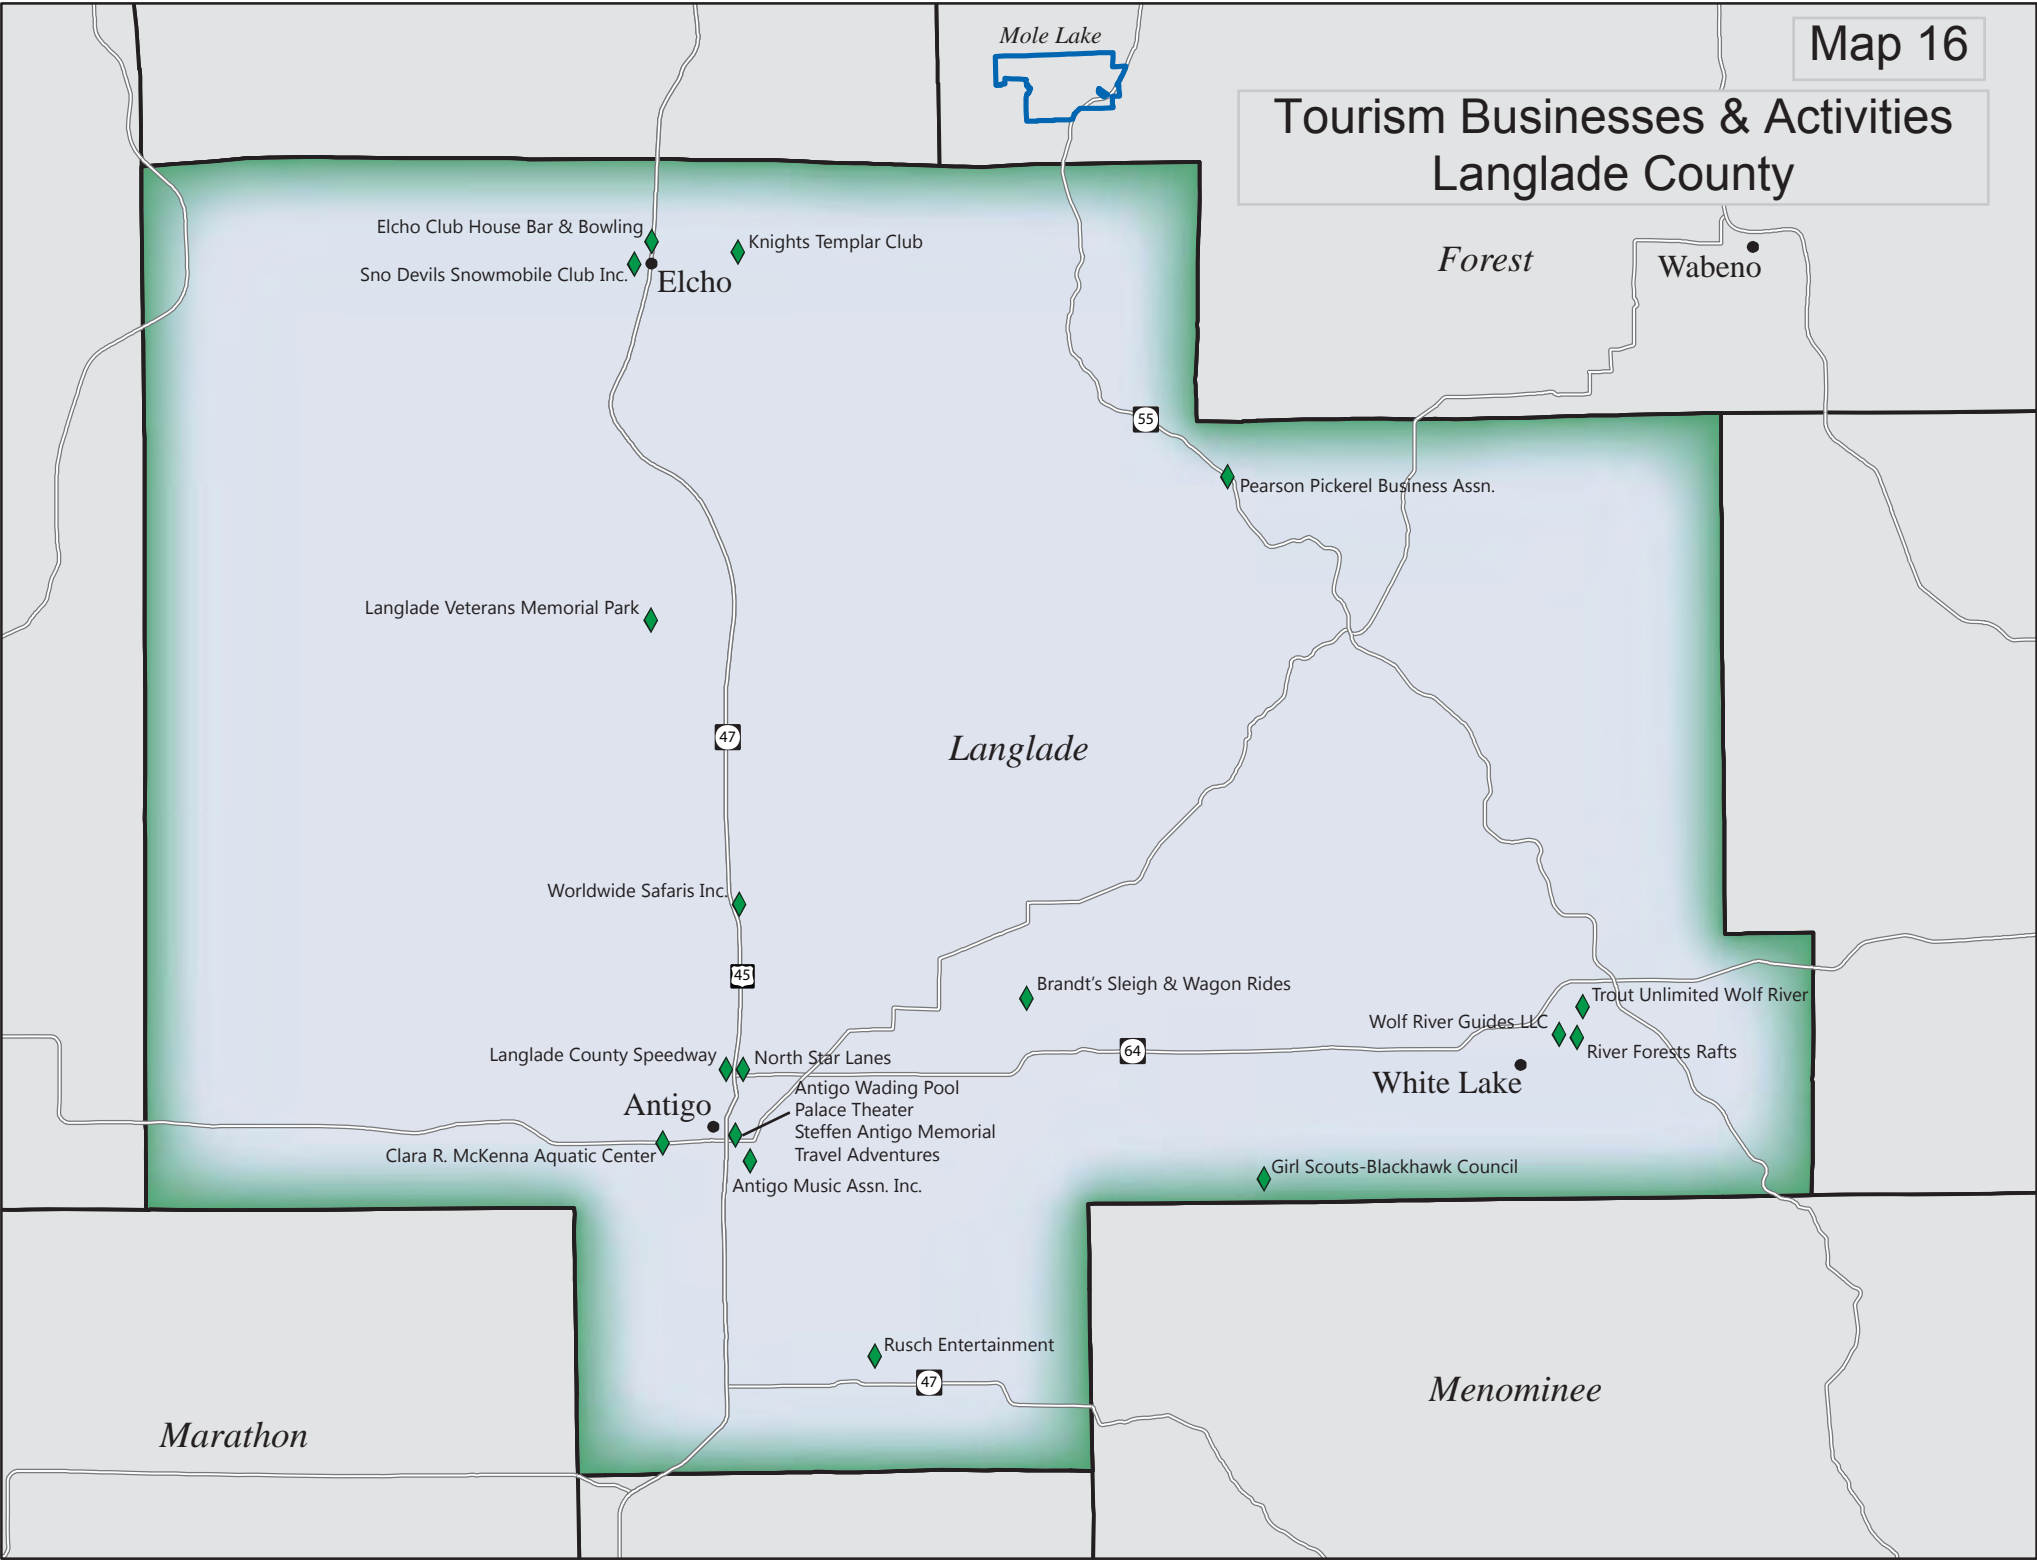 Mole Lake
Map 16
Tourism Businesses & Activities
Langlade County
Elcho Club House Bar & Bowling
Knights Templar Club
Sno Devils Snowmobile Club Inc.
Elcho
Forest
Wabeno
55
Pearson Pickerel Business Assn.
Langlade Veterans Memorial Park
47
Langlade
Worldwide Safaris Inc.
45
Brandt's Sleigh & Wagon Rides
Trout Unlimited Wolf River
Wolf River Guides LLC
River Forests Rafts
64
Langlade County Speedway
North Star Lanes
White Lake
Antigo Wading Pool
Palace Theater
Steffen Antigo Memorial
Travel Adventures
Antigo
Clara R. McKenna Aquatic Center
Antigo Music Assn. Inc.
Girl Scouts-Blackhawk Council
Rusch Entertainment
47
Menominee
Marathon